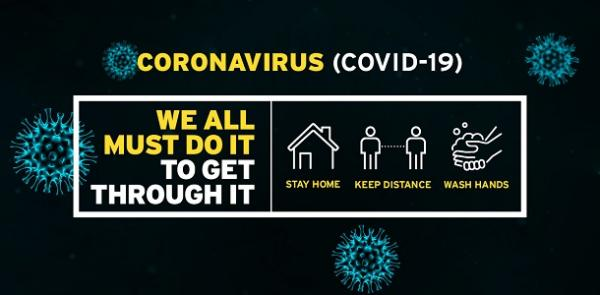 CORONAVIRUS (COVID-19)
WE ALL
MUST DO IT
TO GET
THROUGH IT
STAY HOME
KEEP DISTANCE
WASH HANDS